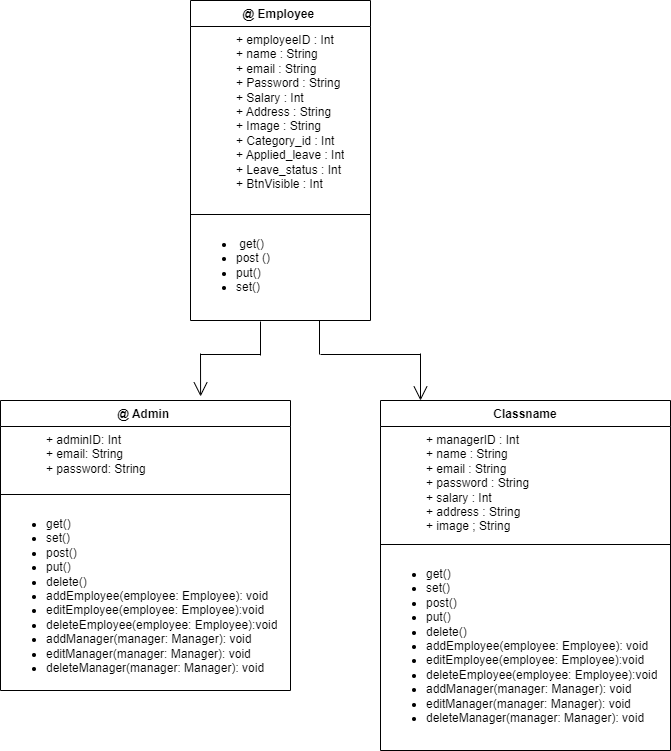 @ Employee
+ employeeID : Int
+ name : String
+ email : String
+ Password : String
+ Salary : Int
+ Address : String
+ Image : String
+ Category_id : Int
+ Applied_leave : Int
+ Leave_status : Int
+ BtnVisible : Int
• get()
• post ()
• put()
• set()
@ Admin
+ adminID: Int
+ email: String
+ password: String
• get()
• set()
• post()
• put()
• delete()
• addEmployee(employee: Employee): void
• editEmployee(employee: Employee):void
• deleteEmployee(employee: Employee):void
• addManager(manager: Manager): void
• editManager(manager: Manager): void
• deleteManager(manager: Manager): void
Classname
+ managerID : Int
+ name : String
+ email : String
+ password : String
+ salary : Int
+ address : String
+ image ; String
• get()
• set()
• post()
• put()
• delete()
• addEmployee(employee: Employee): void
• editEmployee(employee: Employee):void
• deleteEmployee(employee: Employee):void
• addManager(manager: Manager): void
• editManager(manager: Manager): void
• deleteManager(manager: Manager): void